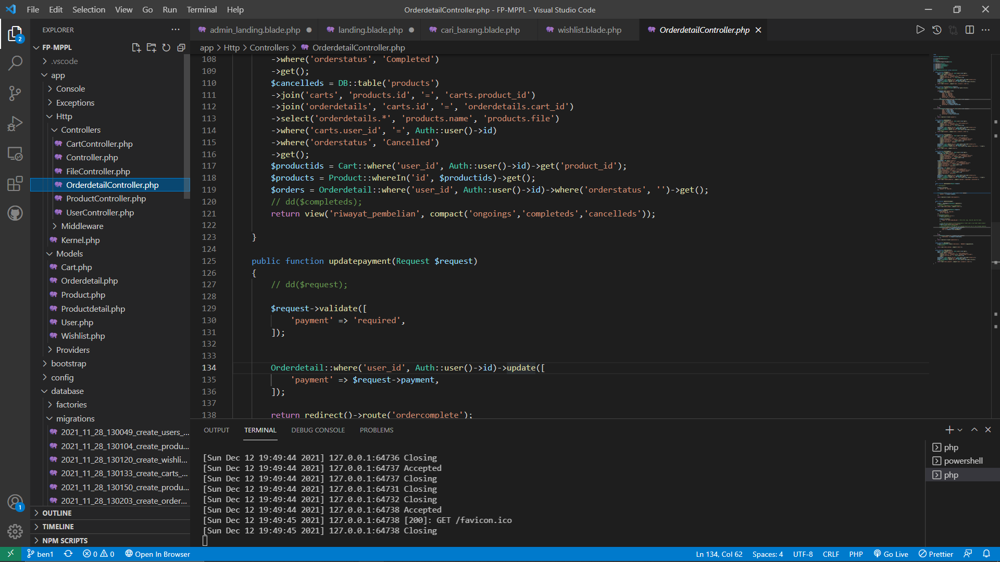 File Edit Selection View Go Run Terminal Help
OrderdetailController.php - FP-MPPL - Visual Studio Code
EXPLORER
admin_landing.blade.php
landing.blade.php
cari_barang.blade.php
wishlist.blade.php
OrderdetailController.php
FP-MPPL
app > Http > Controllers > OrderdetailController.php
2
.vscode
app
Console
Exceptions
Http
Controllers
CartController.php
Controller.php
FileController.php
OrderdetailController.php
ProductController.php
UserController.php
Middleware
Kernel.php
Models
Cart.php
Orderdetail.php
Product.php
Productdetail.php
User.php
Wishlist.php
Providers
bootstrap
config
database
factories
migrations
2021_11_28_130049_create_users_...
2021_11_28_130104_create_produ...
2021_11_28_130120_create_wishli...
2021_11_28_130133_create_carts_...
2021_11_28_130150_create_produ...
2021_11_28_130203_create_order...
OUTLINE
TIMELINE
NPM SCRIPTS
1
108 ->where('orderstatus', 'Completed')
109 ->get();
110 $cancelleds = DB::table('products')
111 ->join('carts', 'products.id', '=', 'carts.product_id')
112 ->join('orderdetails', 'carts.id', '=', 'orderdetails.cart_id')
113 ->select('orderdetails.*', 'products.name', 'products.file')
114 ->where('carts.user_id', '=', Auth::user()->id)
115 ->where('orderstatus', 'Cancelled')
116 ->get();
117 $productids = Cart::where('user_id', Auth::user()->id)->get('product_id');
118 $products = Product::whereIn('id', $productids)->get();
119 $orders = Orderdetail::where('user_id', Auth::user()->id)->where('orderstatus', '')->get();
120 // dd($completeds);
121 return view('riwayat_pembelian', compact('ongoings','completeds','cancelleds'));
122
123 }
124
125 public function updatepayment(Request $request)
126 {
127 // dd($request);
128
129 $request->validate([
130 'payment' => 'required',
131 ]);
132
133
134 Orderdetail::where('user_id', Auth::user()->id)->update([
135 'payment' => $request->payment,
136 ]);
137
138 return redirect()->route('ordercomplete');
OUTPUT TERMINAL DEBUG CONSOLE PROBLEMS
[Sun Dec 12 19:49:44 2021] 127.0.0.1:64736 Closing
[Sun Dec 12 19:49:44 2021] 127.0.0.1:64737 Accepted
[Sun Dec 12 19:49:44 2021] 127.0.0.1:64737 Closing
[Sun Dec 12 19:49:44 2021] 127.0.0.1:64731 Closing
[Sun Dec 12 19:49:44 2021] 127.0.0.1:64732 Closing
[Sun Dec 12 19:49:44 2021] 127.0.0.1:64738 Accepted
[Sun Dec 12 19:49:45 2021] 127.0.0.1:64738 [200]: GET /favicon.ico
[Sun Dec 12 19:49:45 2021] 127.0.0.1:64738 Closing
php
powershell
php
ben1 0 0 Open In Browser
Ln 134, Col 62 Spaces: 4 UTF-8 CRLF PHP Go Live Prettier